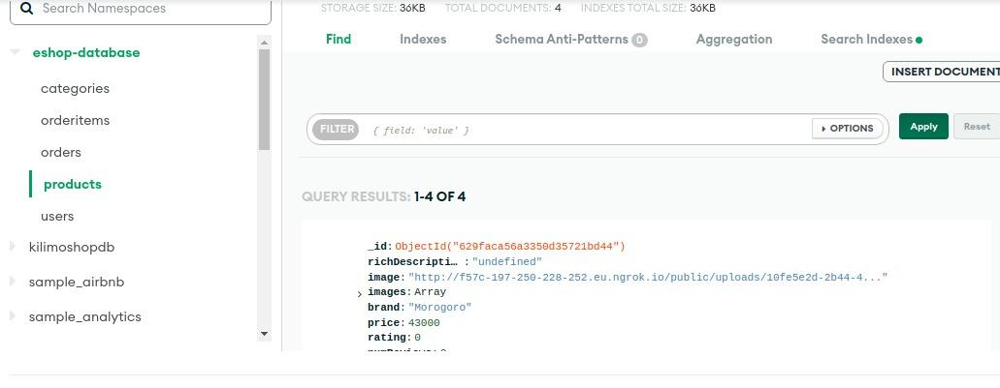 Search Namespaces
STORAGE SIZE: 36KB TOTAL DOCUMENTS: 4 INDEXES TOTAL SIZE: 36KB
eshop-database
categories
orderitems
orders
products
users
kilimoshopdb
sample_airbnb
sample_analytics
Find Indexes Schema Anti-Patterns 0 Aggregation Search Indexes
INSERT DOCUMENT
FILTER { field: 'value' } OPTIONS Apply Reset
QUERY RESULTS: 1-4 OF 4
_id: ObjectId("629faca56a3350d35721bd44")
richDescripti… : "undefined"
image: "http://f57c-197-250-228-252.eu.ngrok.io/public/uploads/10fe5e2d-2b44-4..."
images: Array
brand: "Morogoro"
price: 43000
rating: 0